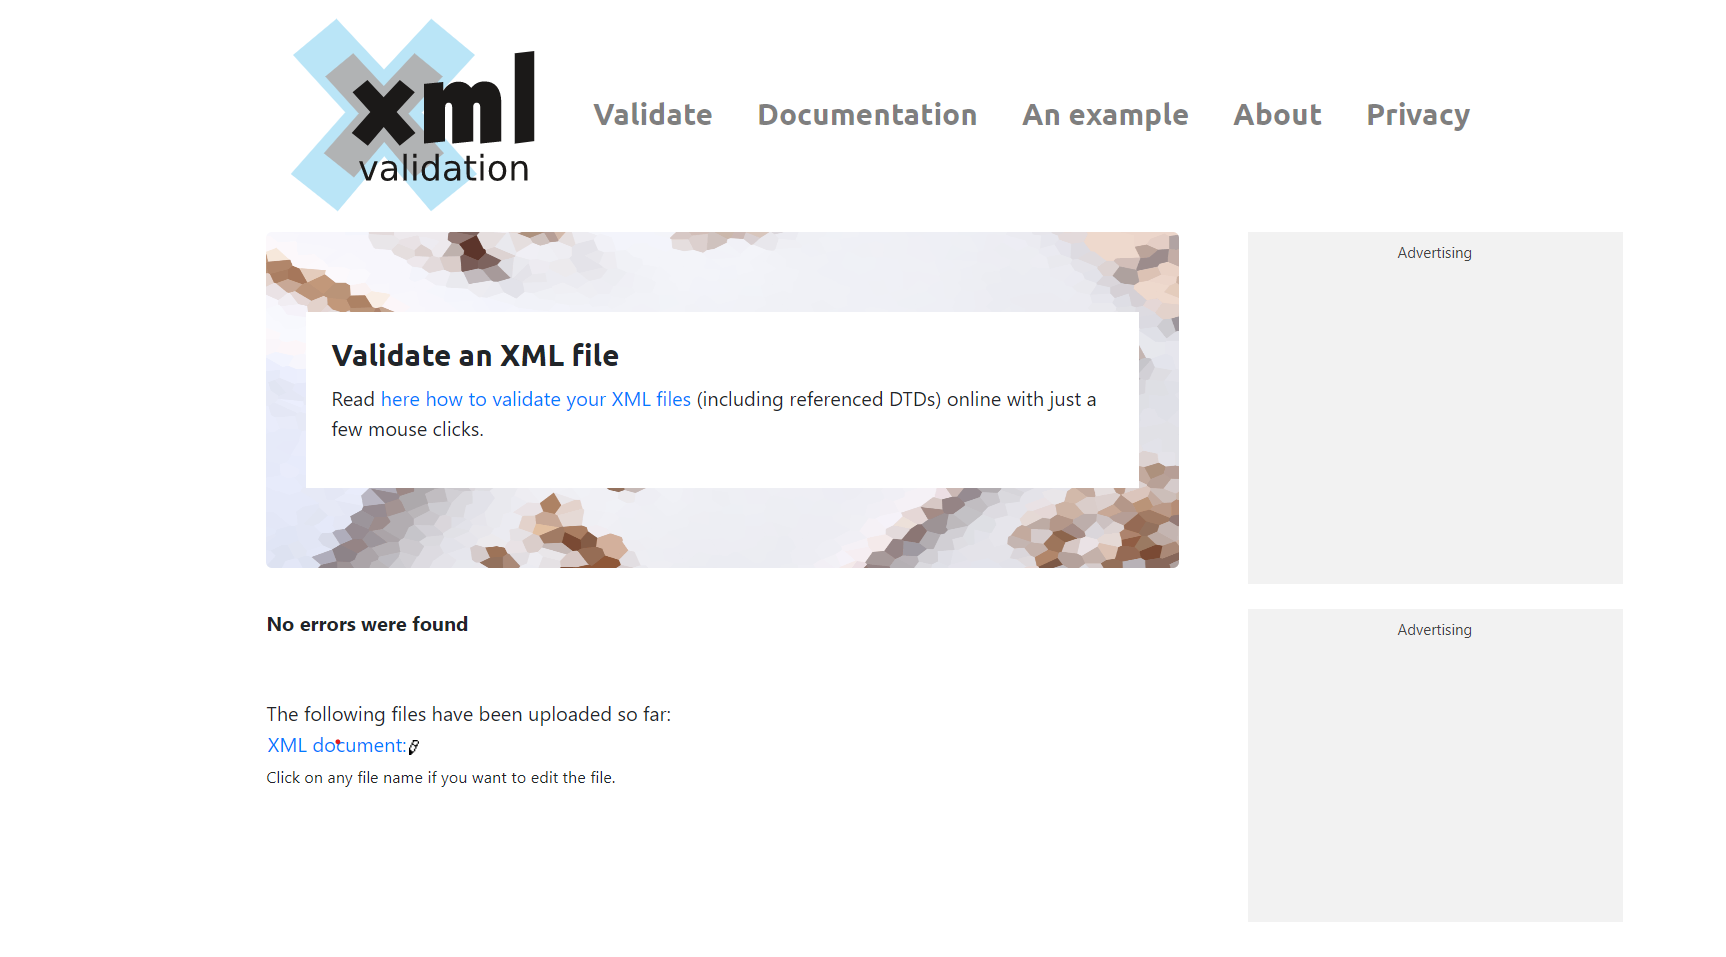 xml
validation
Validate
Documentation
An example
About
Privacy
Advertising
Validate an XML file
Read here how to validate your XML files (including referenced DTDs) online with just a
few mouse clicks.
No errors were found
Advertising
The following files have been uploaded so far:
XML document:
Click on any file name if you want to edit the file.